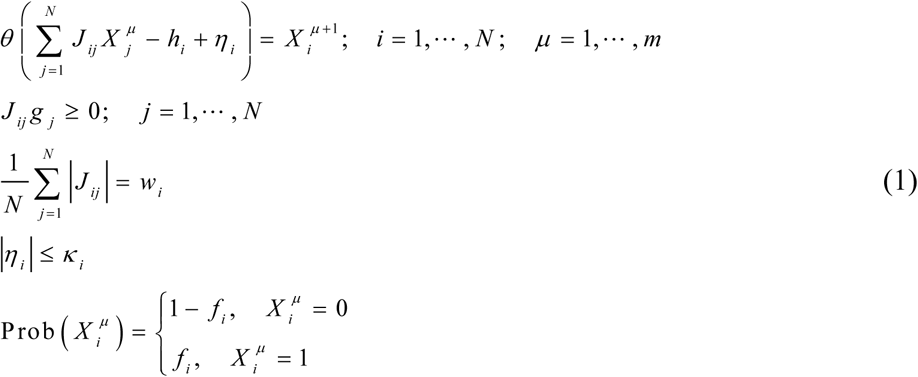 θ ( ∑_{j=1}^{N} J_{ij} X_j^μ − h_i + η_i ) = X_i^{μ+1}; i = 1,⋯, N; μ = 1,⋯, m
J_{ij} g_j ≥ 0; j = 1,⋯, N
1/N ∑_{j=1}^{N} |J_{ij}| = w_i (1)
|η_i| ≤ κ_i
Prob( X_i^μ ) = { 1 − f_i, X_i^μ = 0
f_i, X_i^μ = 1